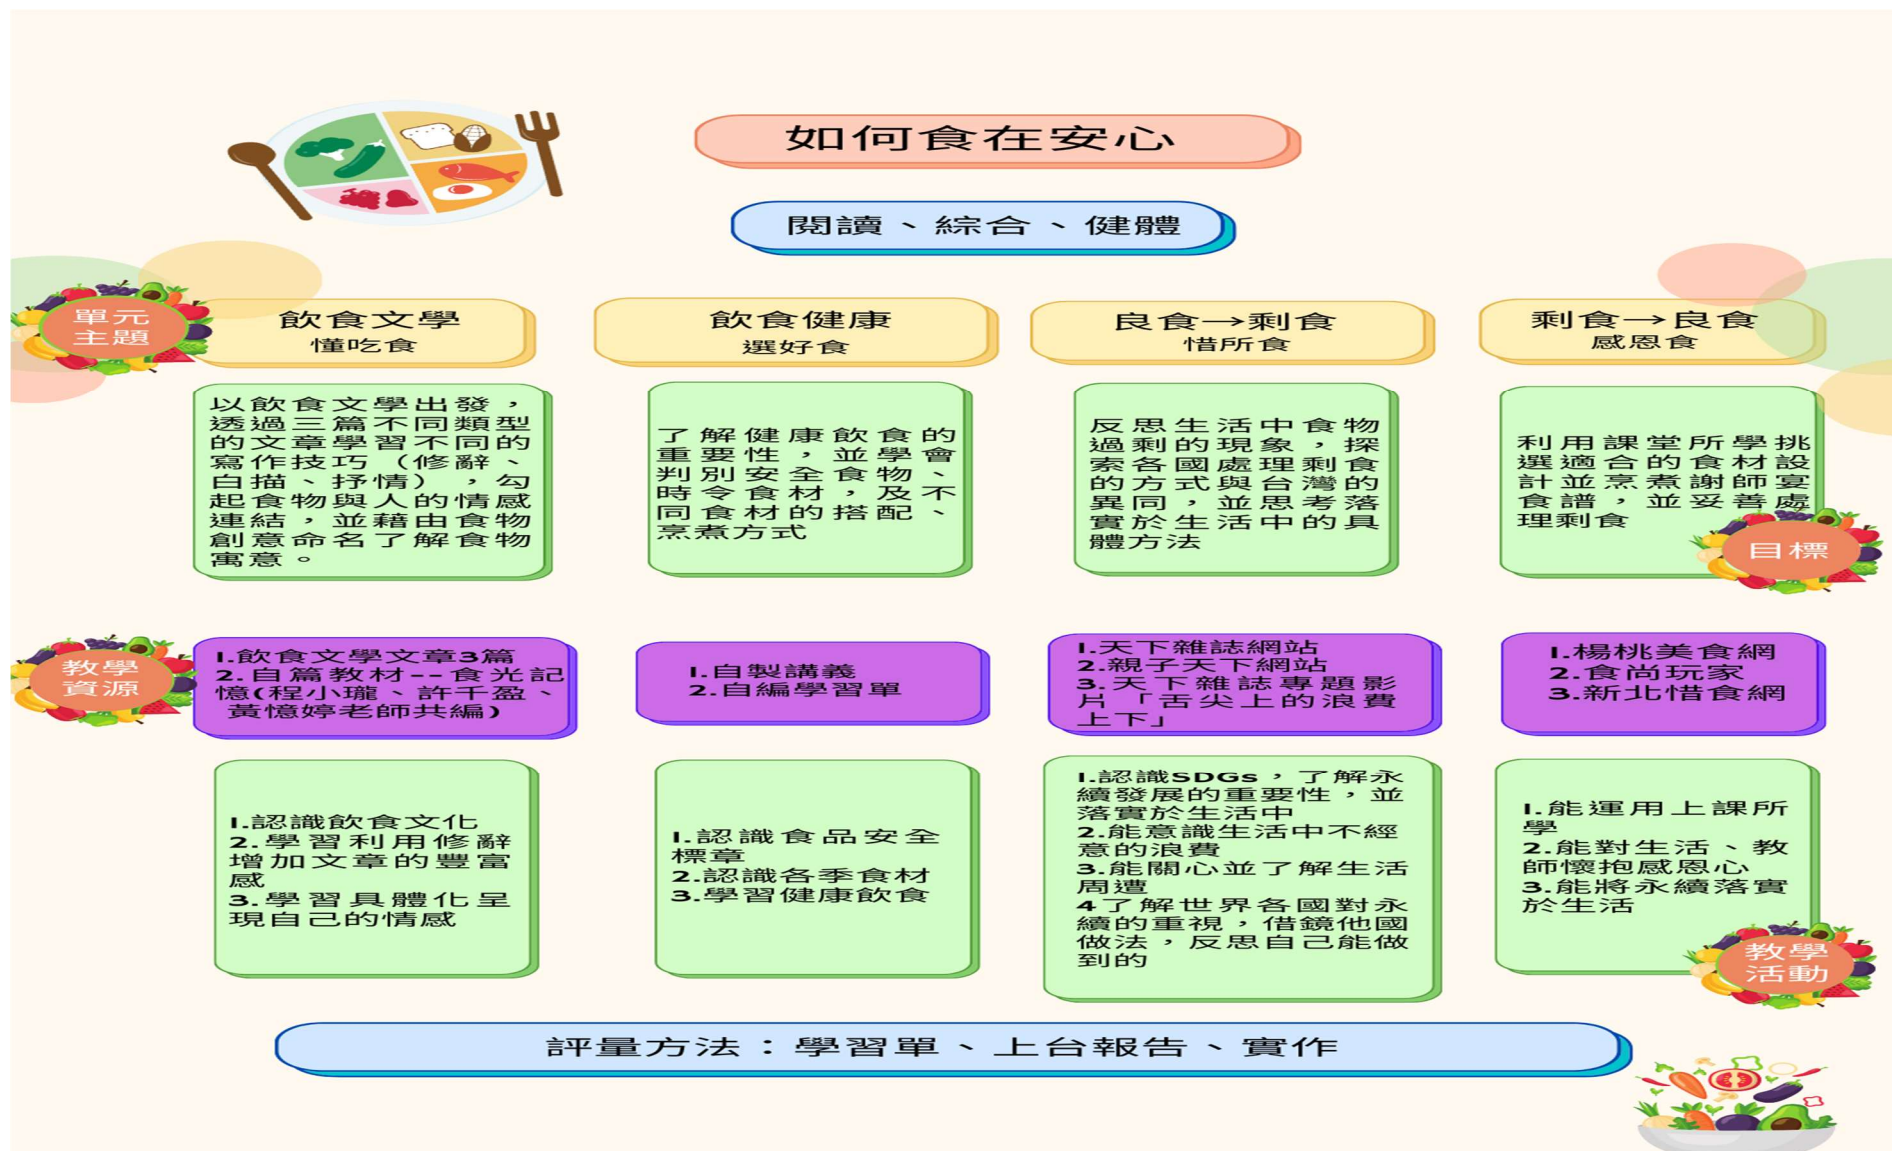 如何食在安心
閱讀、綜合、健體
單元
主題
飲食文學
懂吃食
飲食健康
選好食
良食→剩食
惜所食
剩食→良食
感恩食
以飲食文學出發，
透過三篇不同類型
的文章學習不同的
寫作技巧（修辭、
白描、抒情），勾
起食物與人的情感
連結，並藉由食物
創意命名了解食物
寓意。
了解健康飲食的
重要性，並學會
判別安全食物、
時令食材，及不
同食材的搭配、
烹煮方式
反思生活中食物
過剩的現象，探
索各國處理剩食
的方式與台灣的
異同，並思考落
實於生活中的具
體方法
利用課堂所學挑
選適合的食材設
計並烹煮謝師宴
食譜，並妥善處
理剩食
目標
教學
資源
1.飲食文學文章3篇
2.自篇教材--食光記
憶(程小瓏、許千盈、
黃憶婷老師共編)
1.自製講義
2.自編學習單
1.天下雜誌網站
2.親子天下網站
3.天下雜誌專題影
片「舌尖上的浪費
上下」
1.楊桃美食網
2.食尚玩家
3.新北惜食網
1.認識飲食文化
2.學習利用修辭
增加文章的豐富
感
3.學習具體化呈
現自己的情感
1.認識食品安全
標章
2.認識各季食材
3.學習健康飲食
1.認識SDGs，了解永
續發展的重要性，並
落實於生活中
2.能意識生活中不經
意的浪費
3.能關心並了解生活
周遭
4了解世界各國對永
續的重視，借鏡他國
做法，反思自己能做
到的
1.能運用上課所
學
2.能對生活、教
師懷抱感恩心
3.能將永續落實
於生活
教學
活動
評量方法：學習單、上台報告、實作